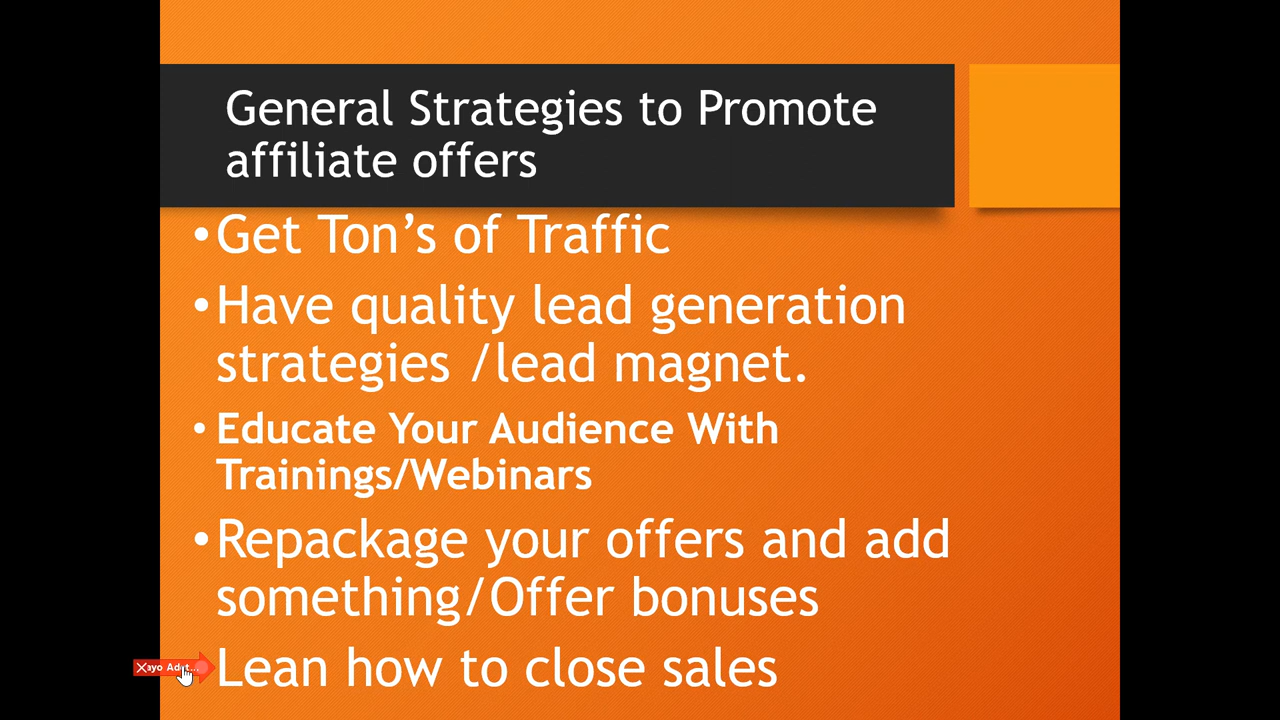 General Strategies to Promote
affiliate offers
•Get Ton’s of Traffic
•Have quality lead generation
strategies /lead magnet.
•Educate Your Audience With
Trainings/Webinars
•Repackage your offers and add
something/Offer bonuses
Lean how to close sales